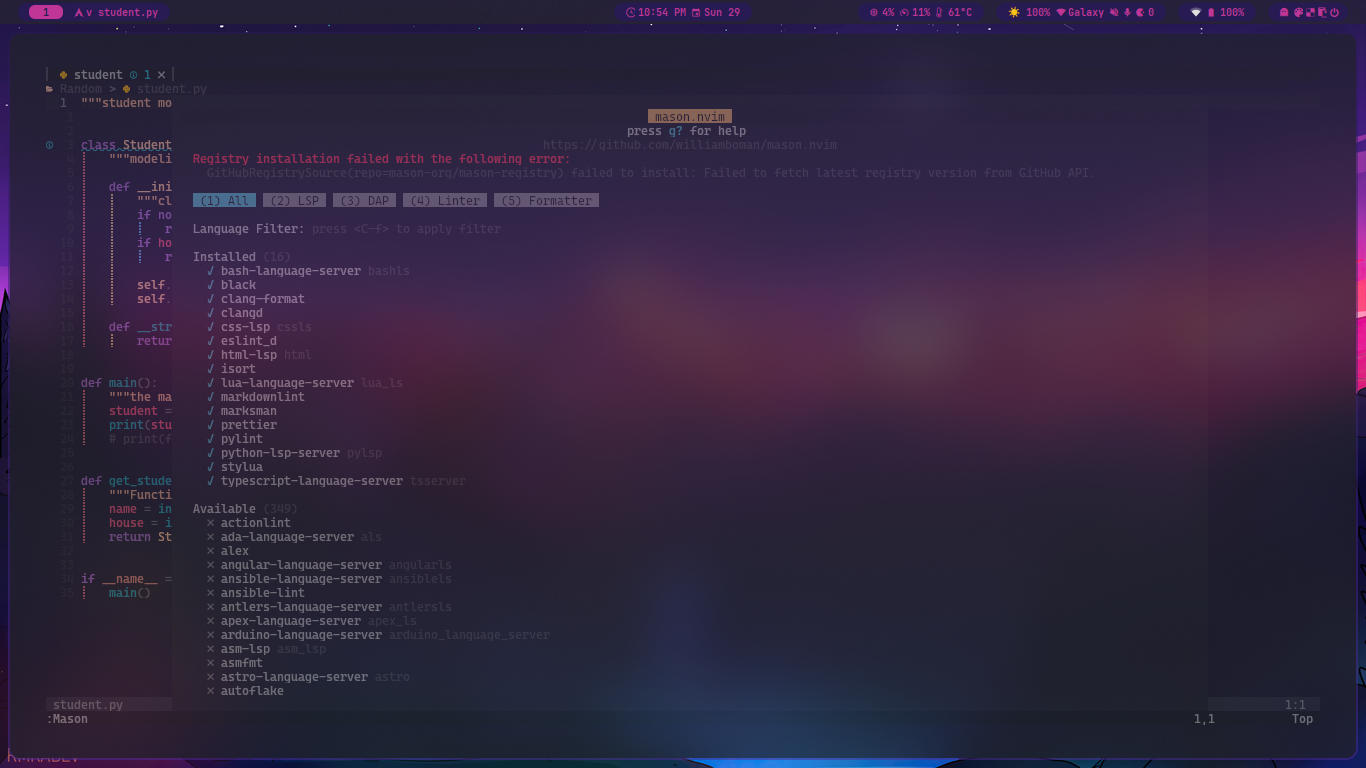 1 v student.py 10:54 PM Sun 29 4% 11% 61°C 100% Galaxy 0 100%
student 1 ×
Random > student.py
1 """student mo
mason.nvim
press g? for help
https://github.com/williamboman/mason.nvim
3 class Student
Registry installation failed with the following error:
4 """modeli
GitHubRegistrySource(repo=mason-org/mason-registry) failed to install: Failed to fetch latest registry version from GitHub API.
6 def __ini
7 """cl
(1) All (2) LSP (3) DAP (4) Linter (5) Formatter
8 if no
9 r
Language Filter: press <C-f> to apply filter
10 if ho
11 r
Installed (16)
12
✓ bash-language-server bashls
13 self.
✓ black
14 self.
✓ clang-format
15
✓ clangd
16 def __str
✓ css-lsp cssls
17 retur
✓ eslint_d
18
✓ html-lsp html
19
✓ isort
20 def main():
✓ lua-language-server lua_ls
21 """the ma
✓ markdownlint
22 student =
✓ marksman
23 print(stu
✓ prettier
24 # print(f
✓ pylint
25
✓ python-lsp-server pylsp
26
✓ stylua
27 def get_stude
✓ typescript-language-server tsserver
28 """Functi
29 name = in
Available (349)
30 house = i
× actionlint
31 return St
× ada-language-server als
32
× alex
33
× angular-language-server angularls
34 if __name__ =
× ansible-language-server ansiblels
35 main()
× ansible-lint
× antlers-language-server antlersls
× apex-language-server apex_ls
× arduino-language-server arduino_language_server
× asm-lsp asm_lsp
× asmfmt
× astro-language-server astro
× autoflake
student.py 1:1
:Mason 1,1 Top